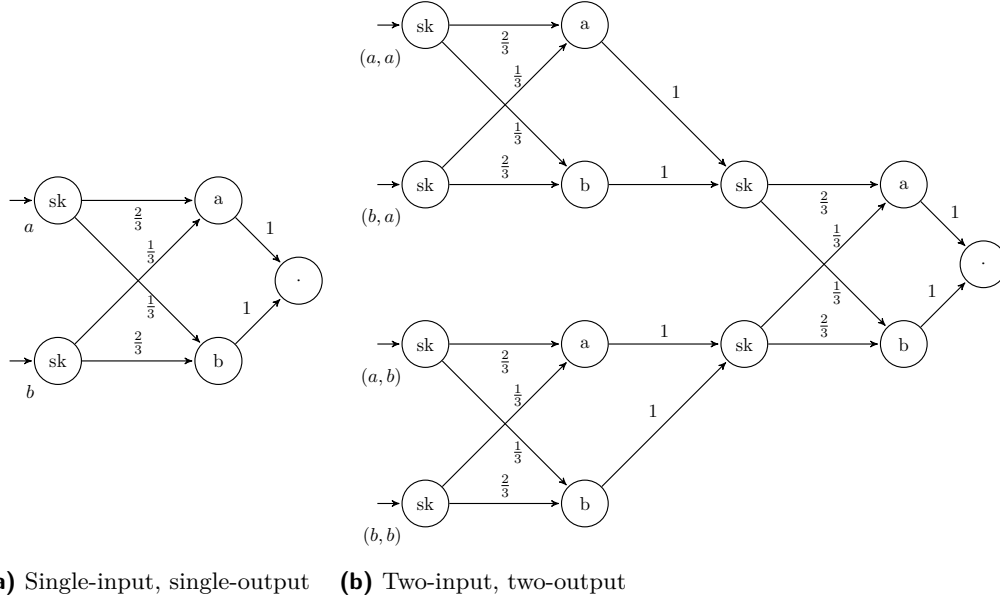 sk
a
2/3
(a, a)
1/3
1
1/3
sk
b
sk
a
2/3
1
(b, a)
sk
a
2/3
1
a
2/3
1
1/3
1/3
.
.
1/3
1/3
1
2/3
1
sk
b
2/3
b
sk
a
1
sk
b
2/3
(a, b)
2/3
1/3
1
1/3
sk
b
2/3
(b, b)
) Single-input, single-output
(b) Two-input, two-output